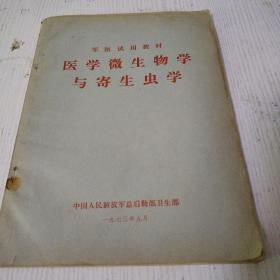 军医试用教材
医学微生物学
与寄生虫学
中国人民解放军总后勤部卫生部
一九七三年九月